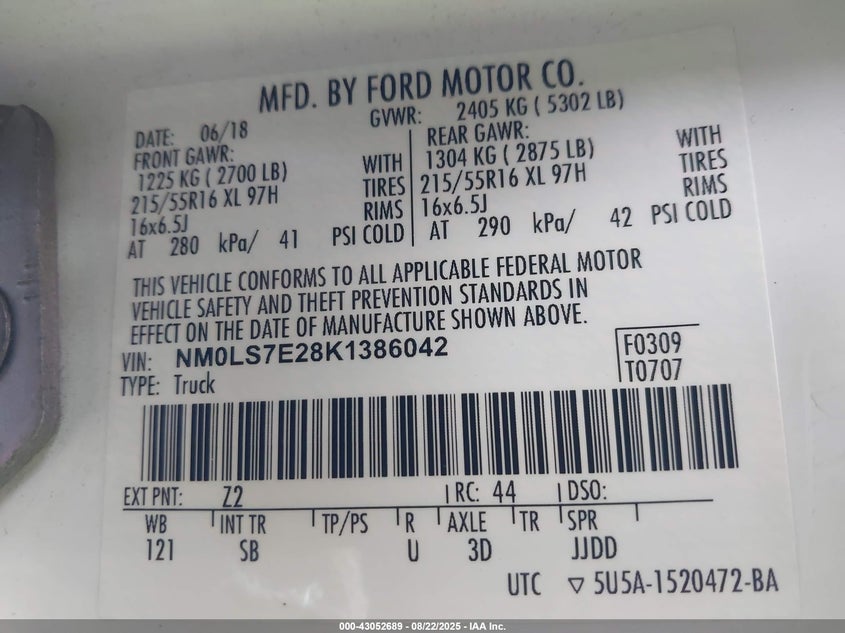 MFD. BY FORD MOTOR CO.
DATE: 06/18 GVWR: 2405 KG ( 5302 LB)
FRONT GAWR: REAR GAWR:
1225 KG ( 2700 LB) WITH 1304 KG ( 2875 LB) WITH
215/55R16 XL 97H TIRES 215/55R16 XL 97H TIRES
16x6.5J RIMS 16x6.5J RIMS
AT 280 kPa/ 41 PSI COLD AT 290 kPa/ 42 PSI COLD
THIS VEHICLE CONFORMS TO ALL APPLICABLE FEDERAL MOTOR
VEHICLE SAFETY AND THEFT PREVENTION STANDARDS IN
EFFECT ON THE DATE OF MANUFACTURE SHOWN ABOVE.
VIN: NM0LS7E28K1386042 F0309
TYPE: Truck T0707
EXT PNT: Z2 RC: 44 DSO:
WB INT TR TP/PS R AXLE TR SPR
121 SB U 3D JJDD
UTC ▽ 5U5A-1520472-BA
000-43052689 - 08/22/2025 - IAA Inc.